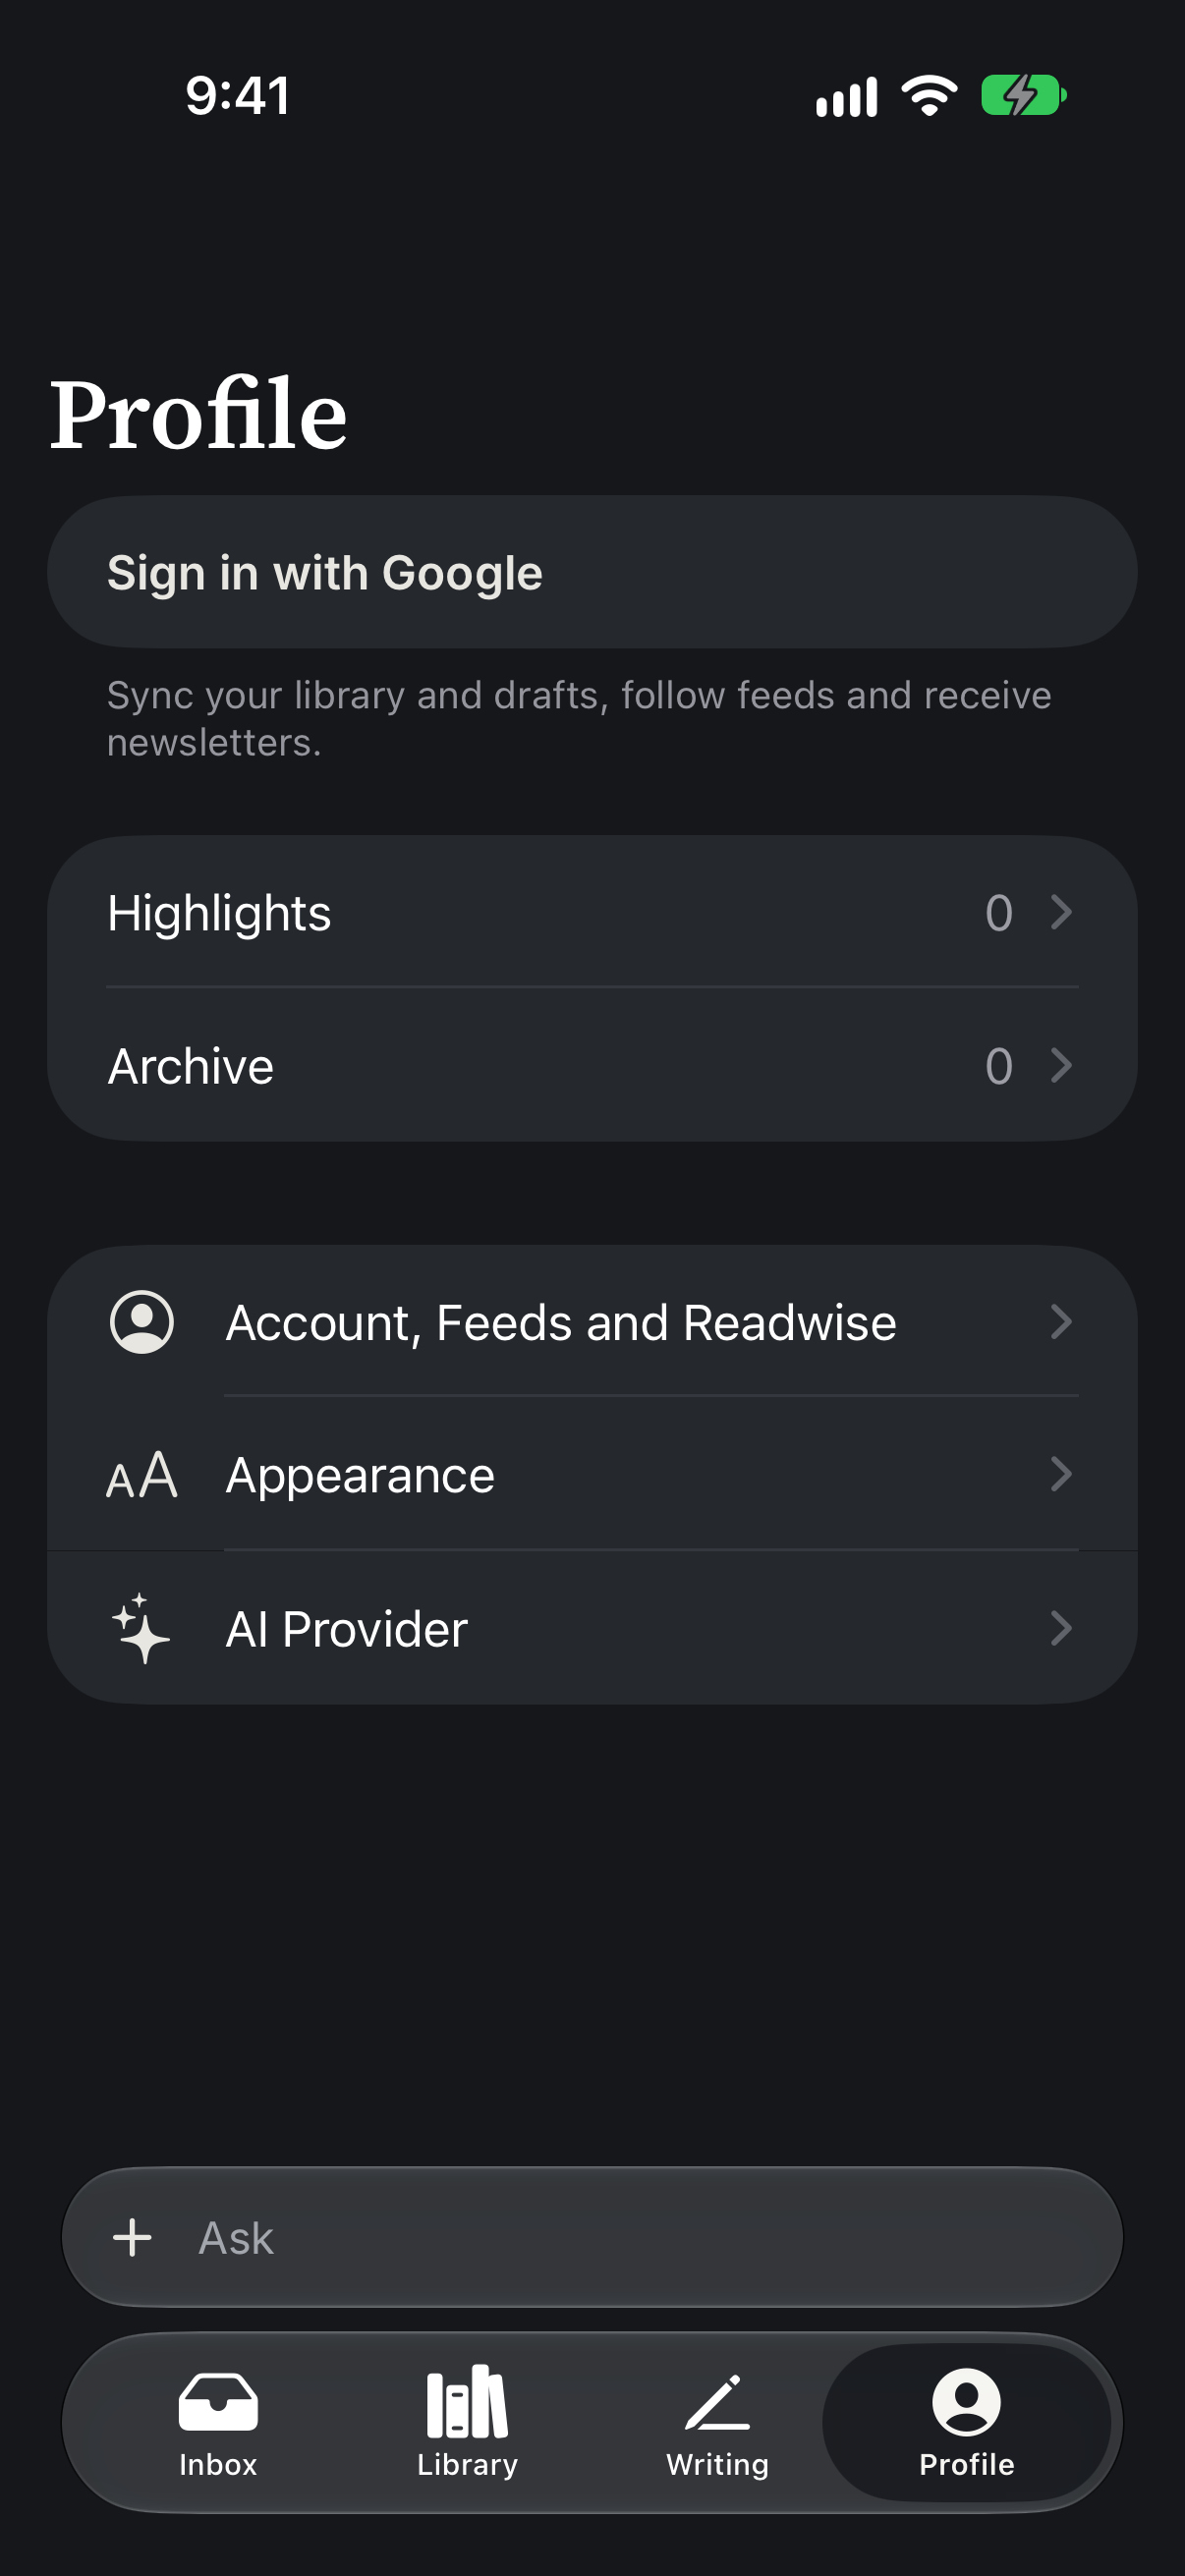 9:41
Profile
Sign in with Google
Sync your library and drafts, follow feeds and receive
newsletters.
Highlights 0
Archive 0
Account, Feeds and Readwise
AA Appearance
AI Provider
Ask
Inbox Library Writing Profile